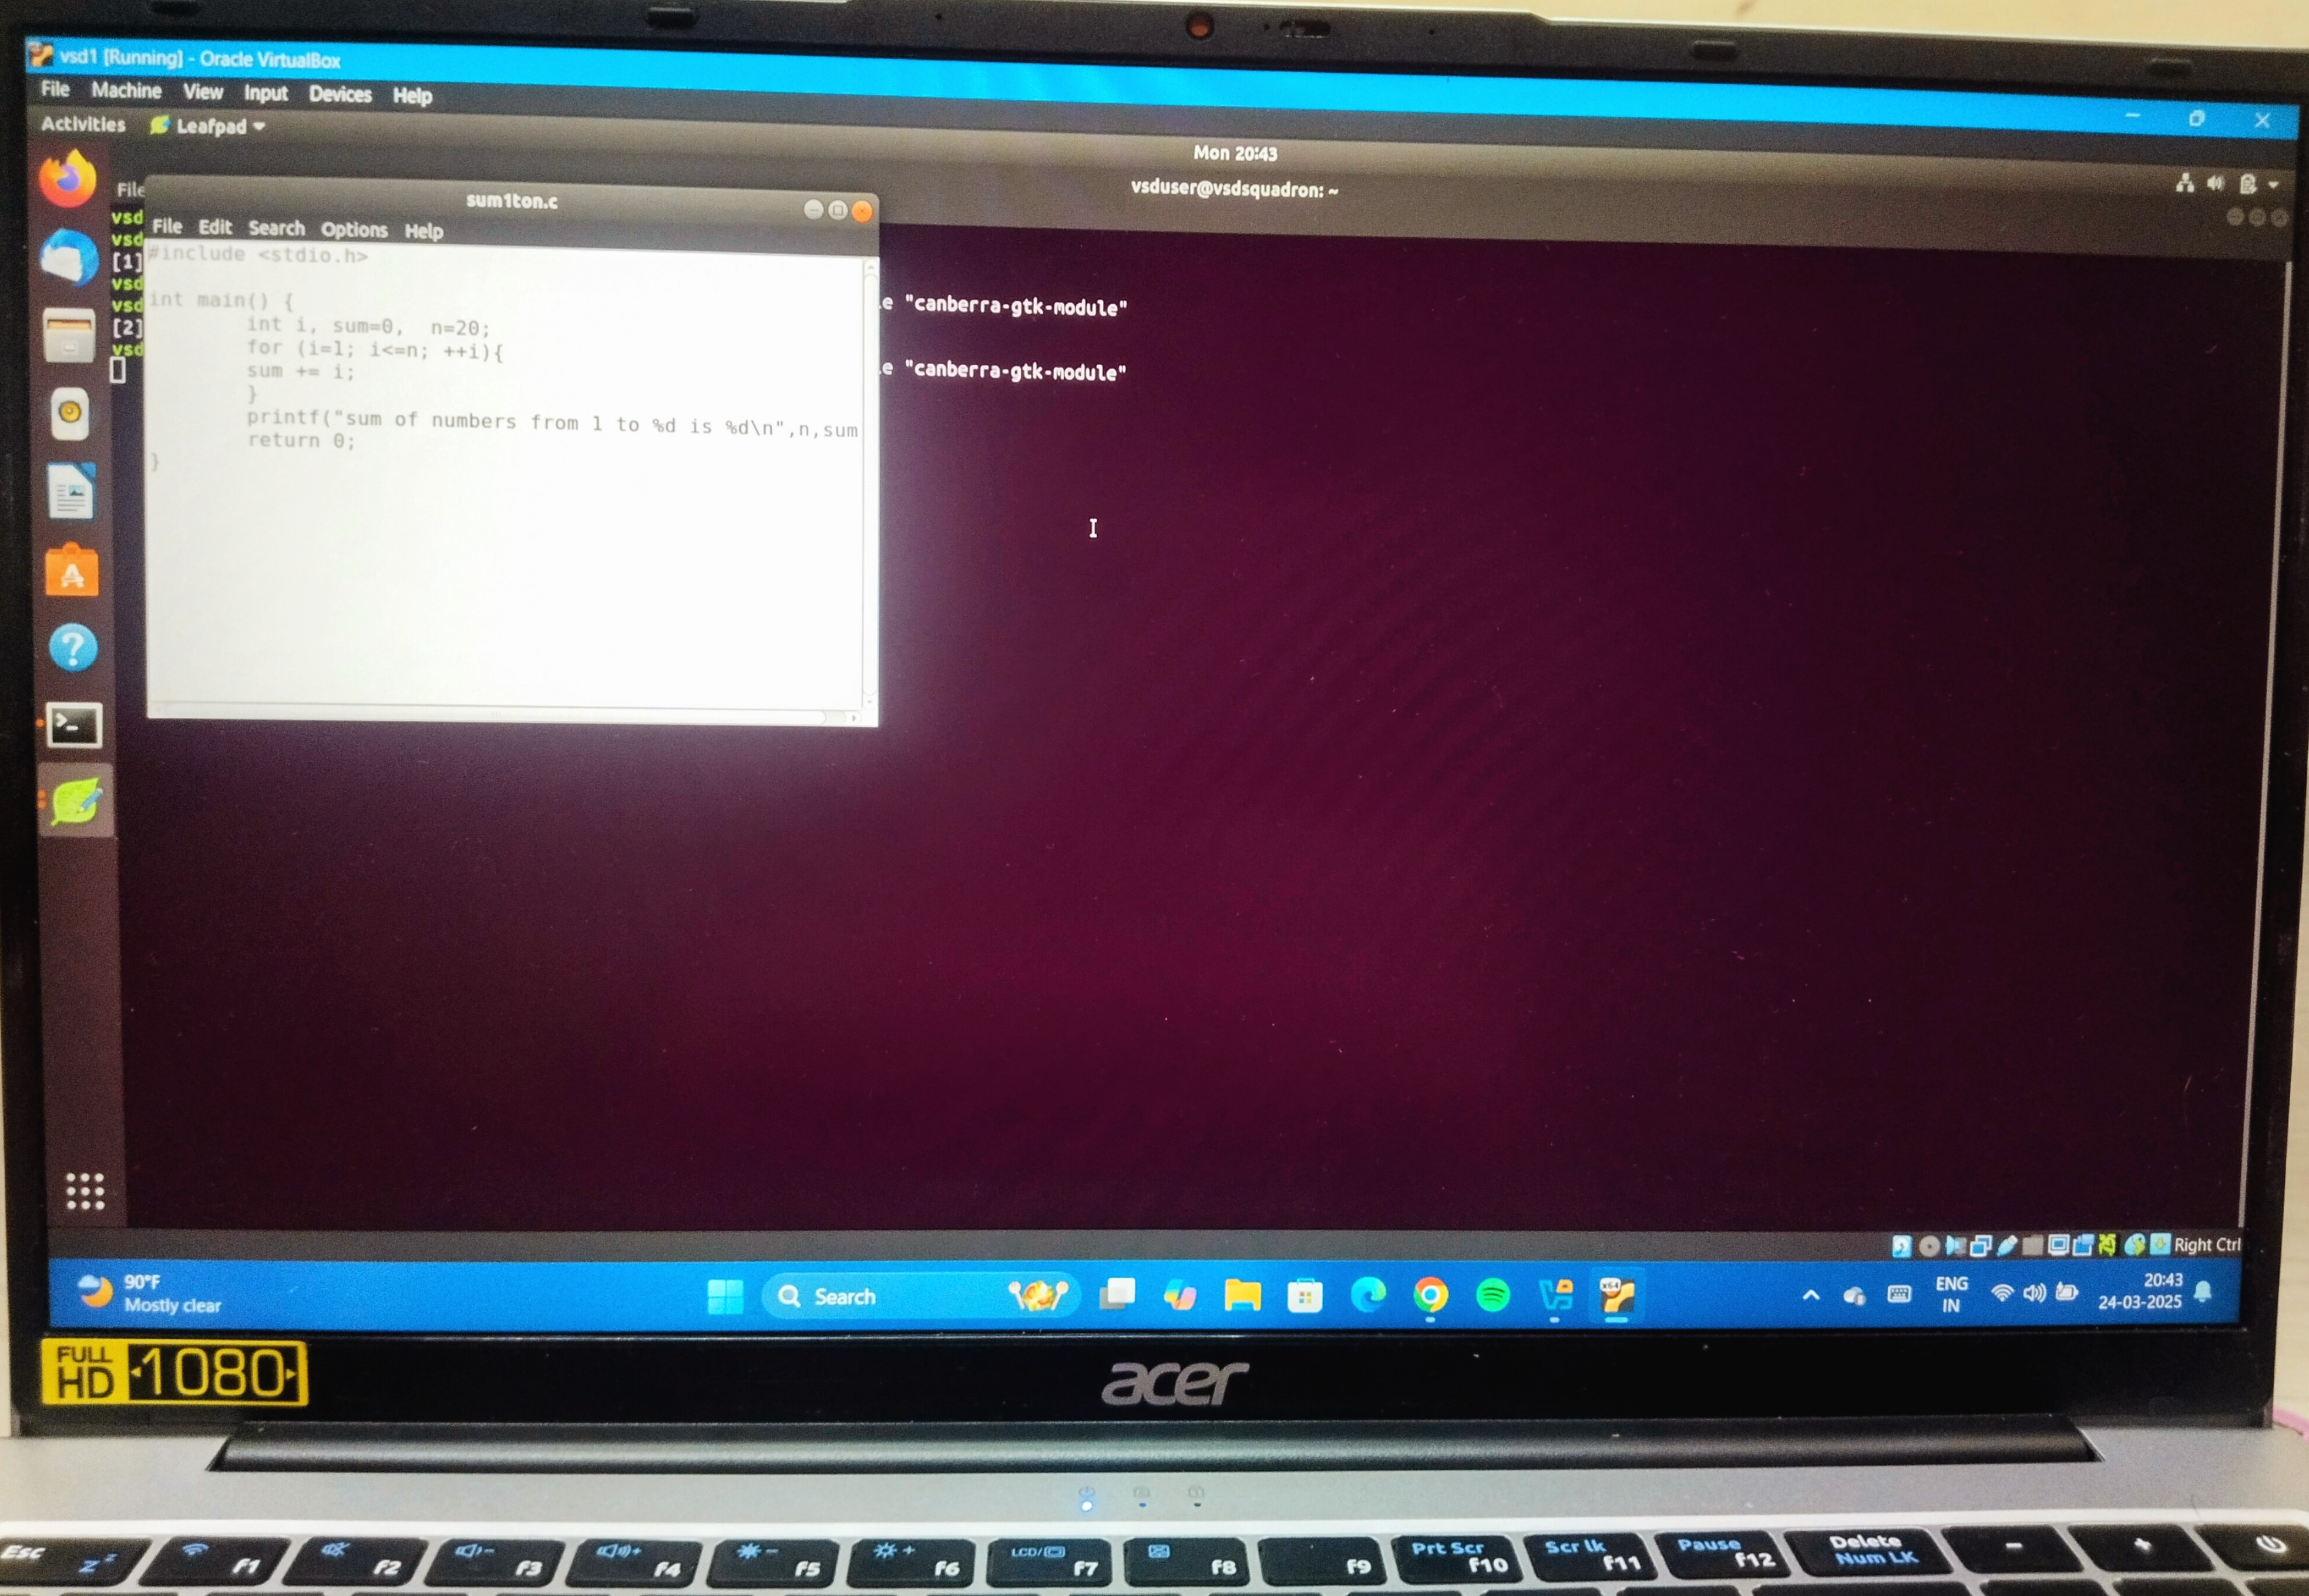 vsd1 [Running] - Oracle VirtualBox
File Machine View Input Devices Help
Activities Leafpad
Mon 20:43
vsduser@vsdsquadron: ~
File
sum1ton.c
File Edit Search Options Help
vsd
vsd
[1]
vsd
vsd
[2]
vsd
#include <stdio.h>
int main() {
int i, sum=0, n=20;
for (i=1; i<=n; ++i){
sum += i;
}
printf("sum of numbers from 1 to %d is %d\n",n,sum
return 0;
}
e "canberra-gtk-module"
e "canberra-gtk-module"
Right Ctrl
90°F
Mostly clear
Search
ENG
IN
20:43
24-03-2025
FULL HD 1080
acer
Esc Zz F1 F2 F3 F4 F5 F6 LCD/ F7 F8 F9 Prt Scr F10 Scr lk F11 Pause F12 Delete Num LK - +